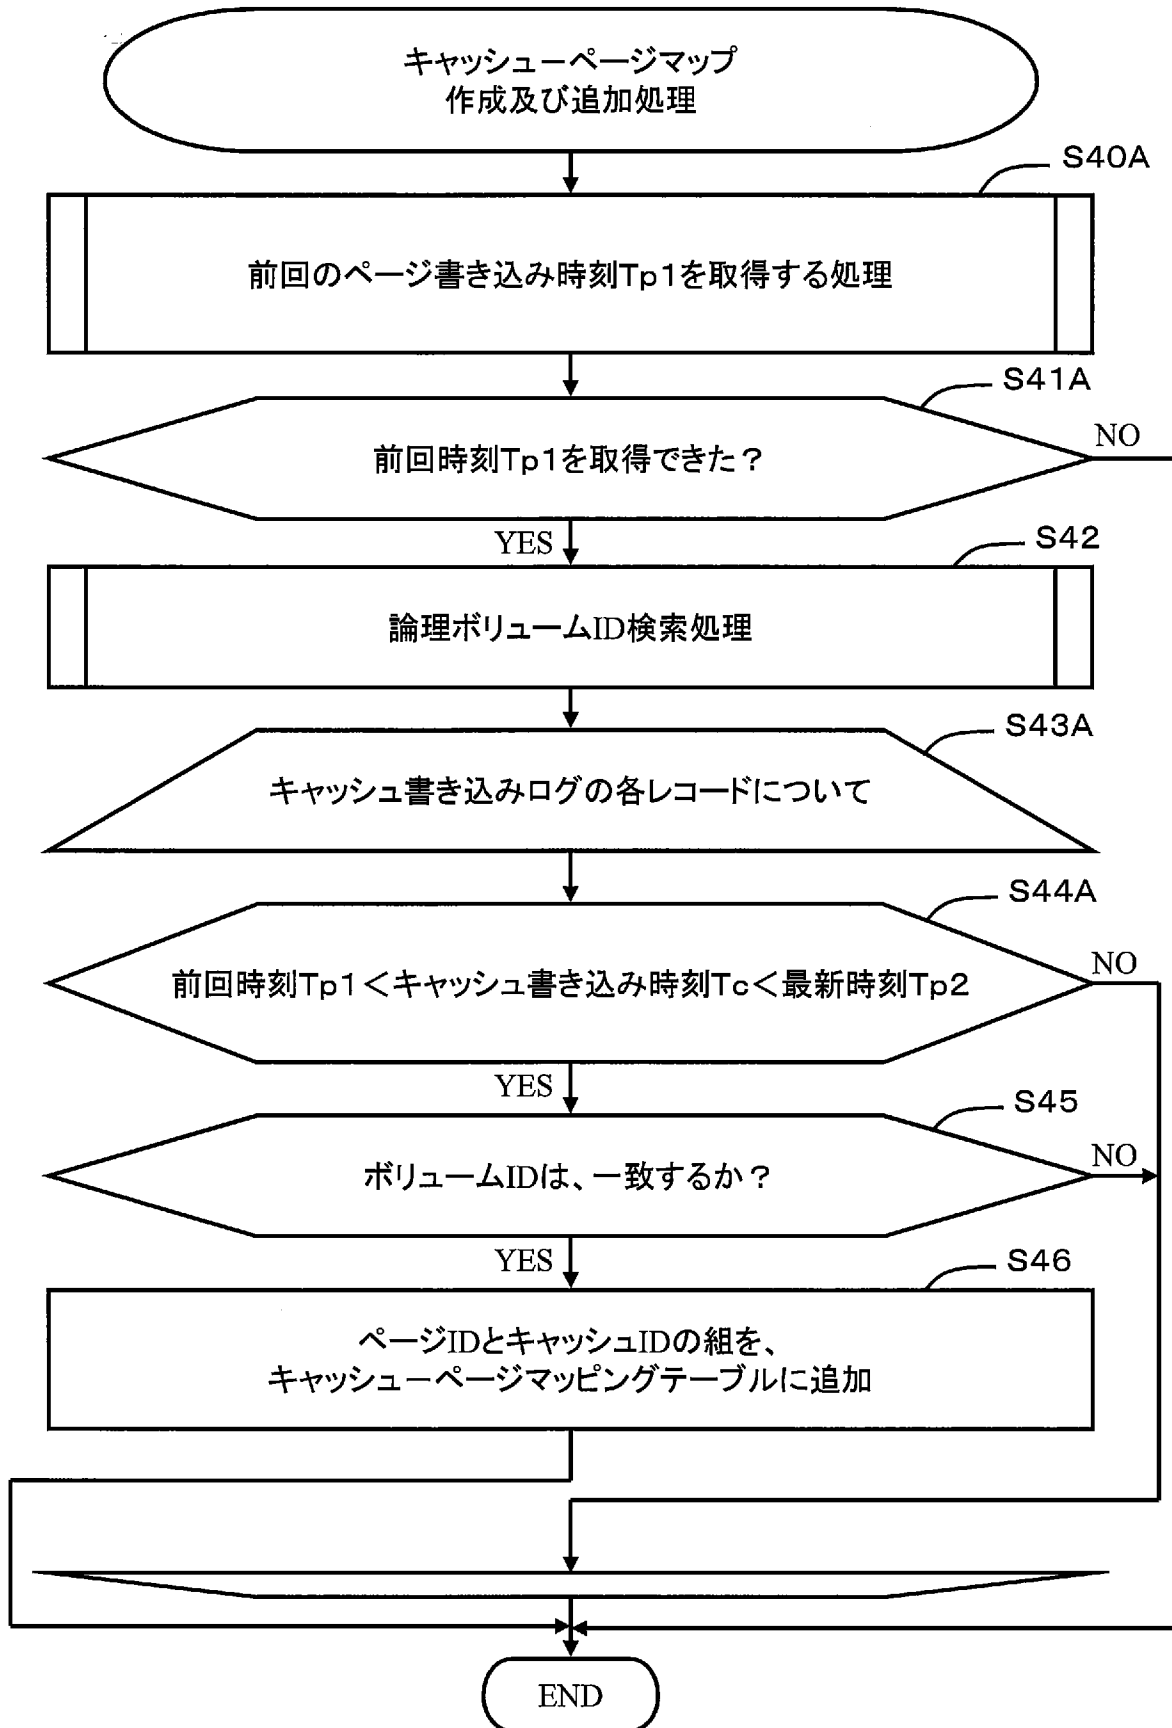 キャッシュ－ページマップ
作成及び追加処理
S40A
前回のページ書き込み時刻Tp1を取得する処理
S41A
前回時刻Tp1を取得できた？
NO
YES
S42
論理ボリュームID検索処理
S43A
キャッシュ書き込みログの各レコードについて
S44A
前回時刻Tp1＜キャッシュ書き込み時刻Tc＜最新時刻Tp2
NO
YES
S45
ボリュームIDは、一致するか？
NO
YES
S46
ページIDとキャッシュIDの組を、
キャッシュ－ページマッピングテーブルに追加
END